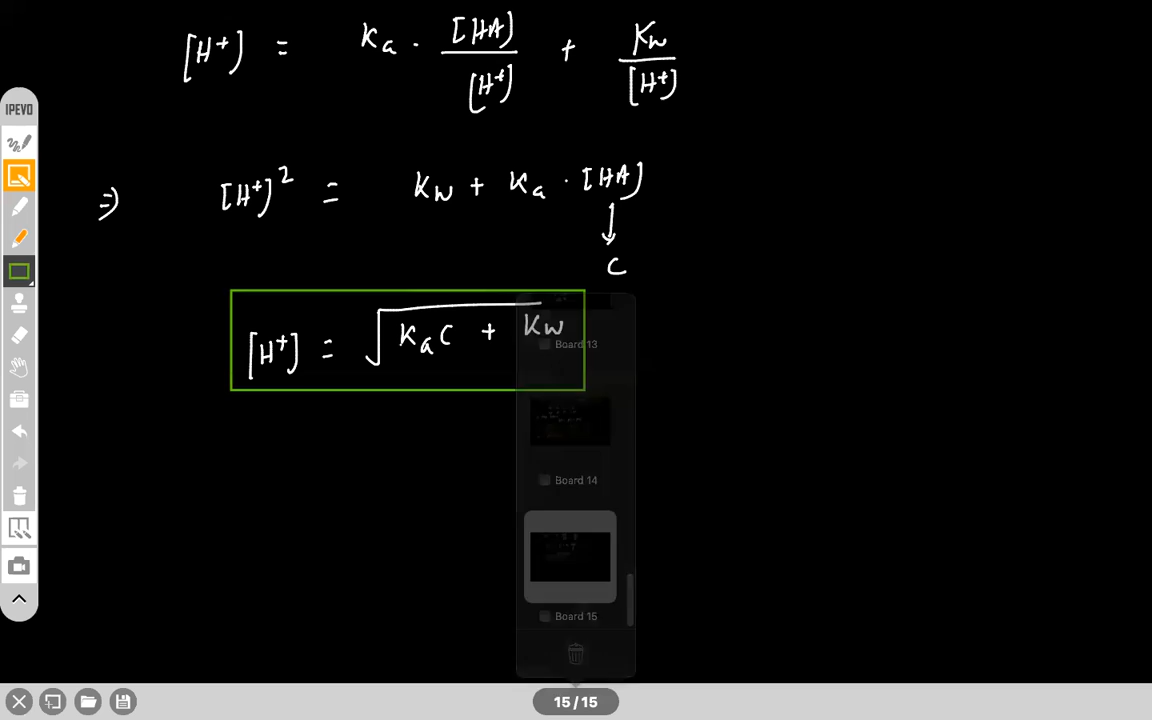 [H+] = Ka · [HA]/[H+] + Kw/[H+]
IPEVO
⇒ [H+]² = Kw + Ka · [HA]
↓
C
[H+] = √KaC + Kw
Board 13
Board 14
Board 15
15/15